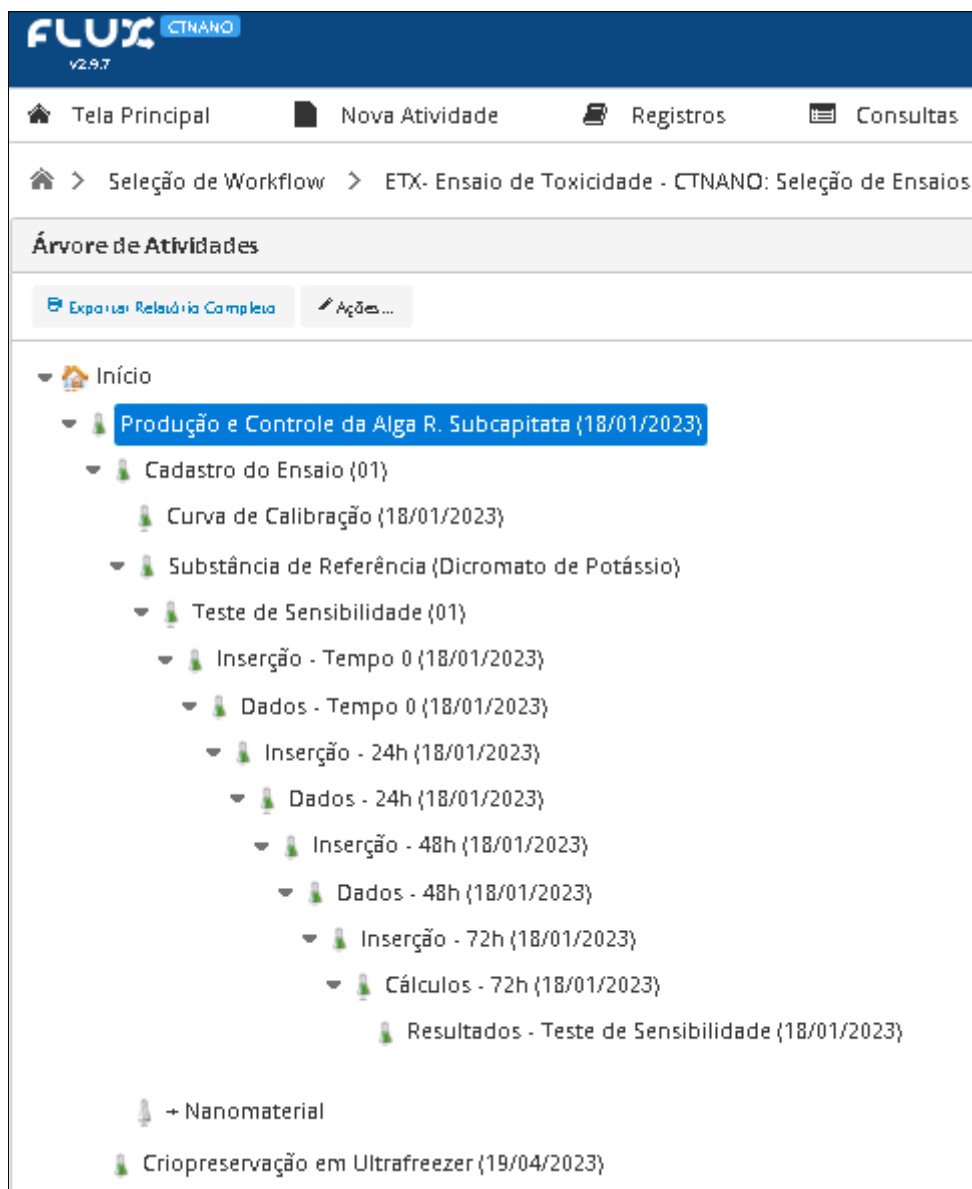 FLUX CTNANO
v2.9.7
Tela Principal Nova Atividade Registros Consultas
> Seleção de Workflow > ETX- Ensaio de Toxicidade - CTNANO: Seleção de Ensaios
Árvore de Atividades
Exportar Relatório Completo Ações...
Início
Produção e Controle da Alga R. Subcapitata (18/01/2023)
Cadastro do Ensaio (01)
Curva de Calibração (18/01/2023)
Substância de Referência (Dicromato de Potássio)
Teste de Sensibilidade (01)
Inserção - Tempo 0 (18/01/2023)
Dados - Tempo 0 (18/01/2023)
Inserção - 24h (18/01/2023)
Dados - 24h (18/01/2023)
Inserção - 48h (18/01/2023)
Dados - 48h (18/01/2023)
Inserção - 72h (18/01/2023)
Cálculos - 72h (18/01/2023)
Resultados - Teste de Sensibilidade (18/01/2023)
+ Nanomaterial
Criopreservação em Ultrafreezer (19/04/2023)